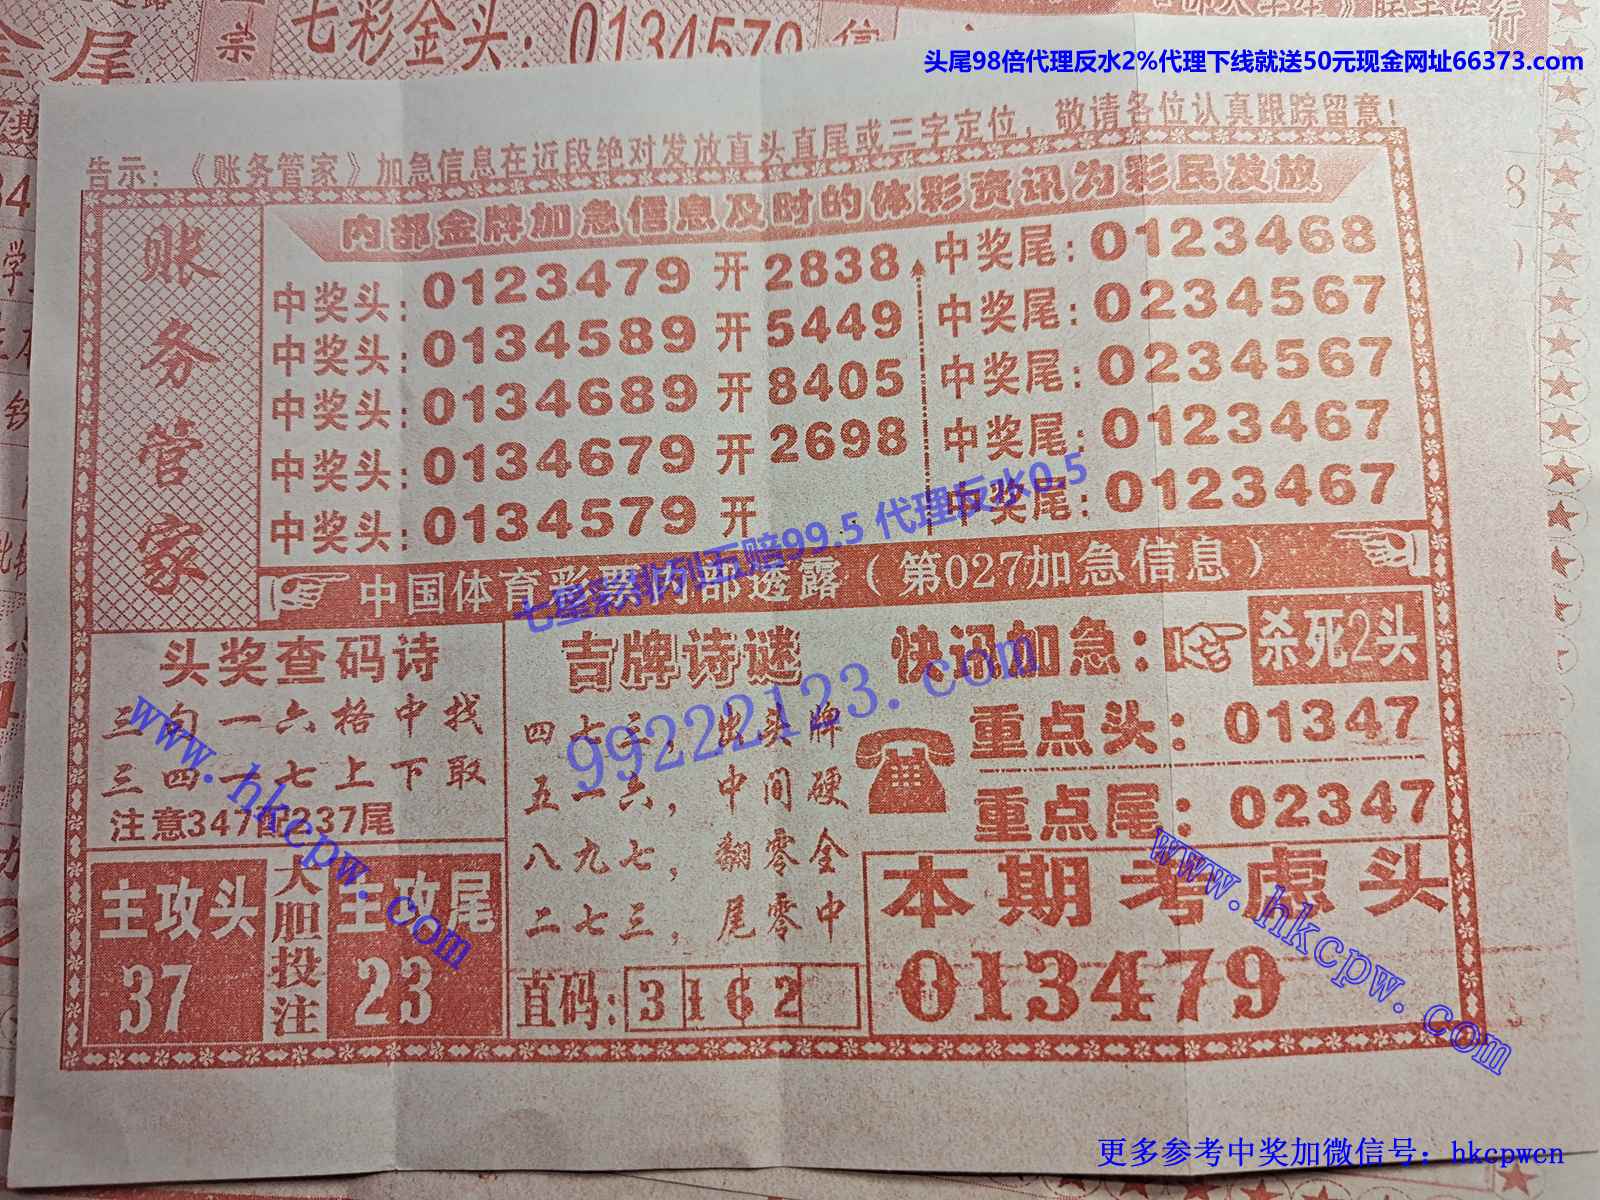 七彩金头：0134579 信
头尾98倍代理反水2%代理下线就送50元现金网址66373.com
告示：《账务管家》加急信息在近段绝对发放直头直尾或三字定位，敬请各位认真跟踪留意！
账务管家
内部金牌加急信息及时的体彩资讯为彩民发放
中奖头：0123479 开 2838 中奖尾：0123468
中奖头：0134589 开 5449 中奖尾：0234567
中奖头：0134689 开 8405 中奖尾：0234567
中奖头：0134679 开 2698 中奖尾：0123467
中奖头：0134579 开 中奖尾：0123467
七星彩排列五赔99.5 代理反水0.5
中国体育彩票内部透露（第027加急信息）
头奖查码诗
三句一六格中找
三四一七上下取
注意347配237尾
主攻头
37
大胆投注
主攻尾
23
吉牌诗谜
四七三，出头牌
五一六，中间硬
八九七，翻零全
二七三，尾零中
直码：3162
99222123.com
快讯加急：杀死2头
重点头：01347
重点尾：02347
本期考虑头
013479
www.hkcpw.com
www.hkcpw.com
更多参考中奖加微信号：hkcpwcn